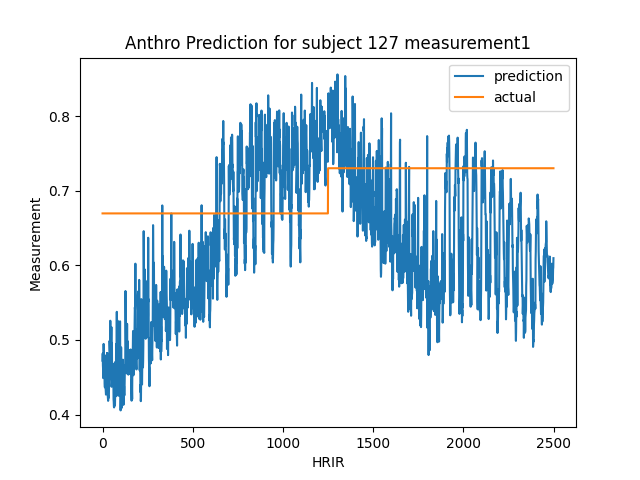 Anthro Prediction for subject 127 measurement1
prediction
actual
0.8
0.7
0.6
0.5
0.4
Measurement
0 500 1000 1500 2000 2500
HRIR